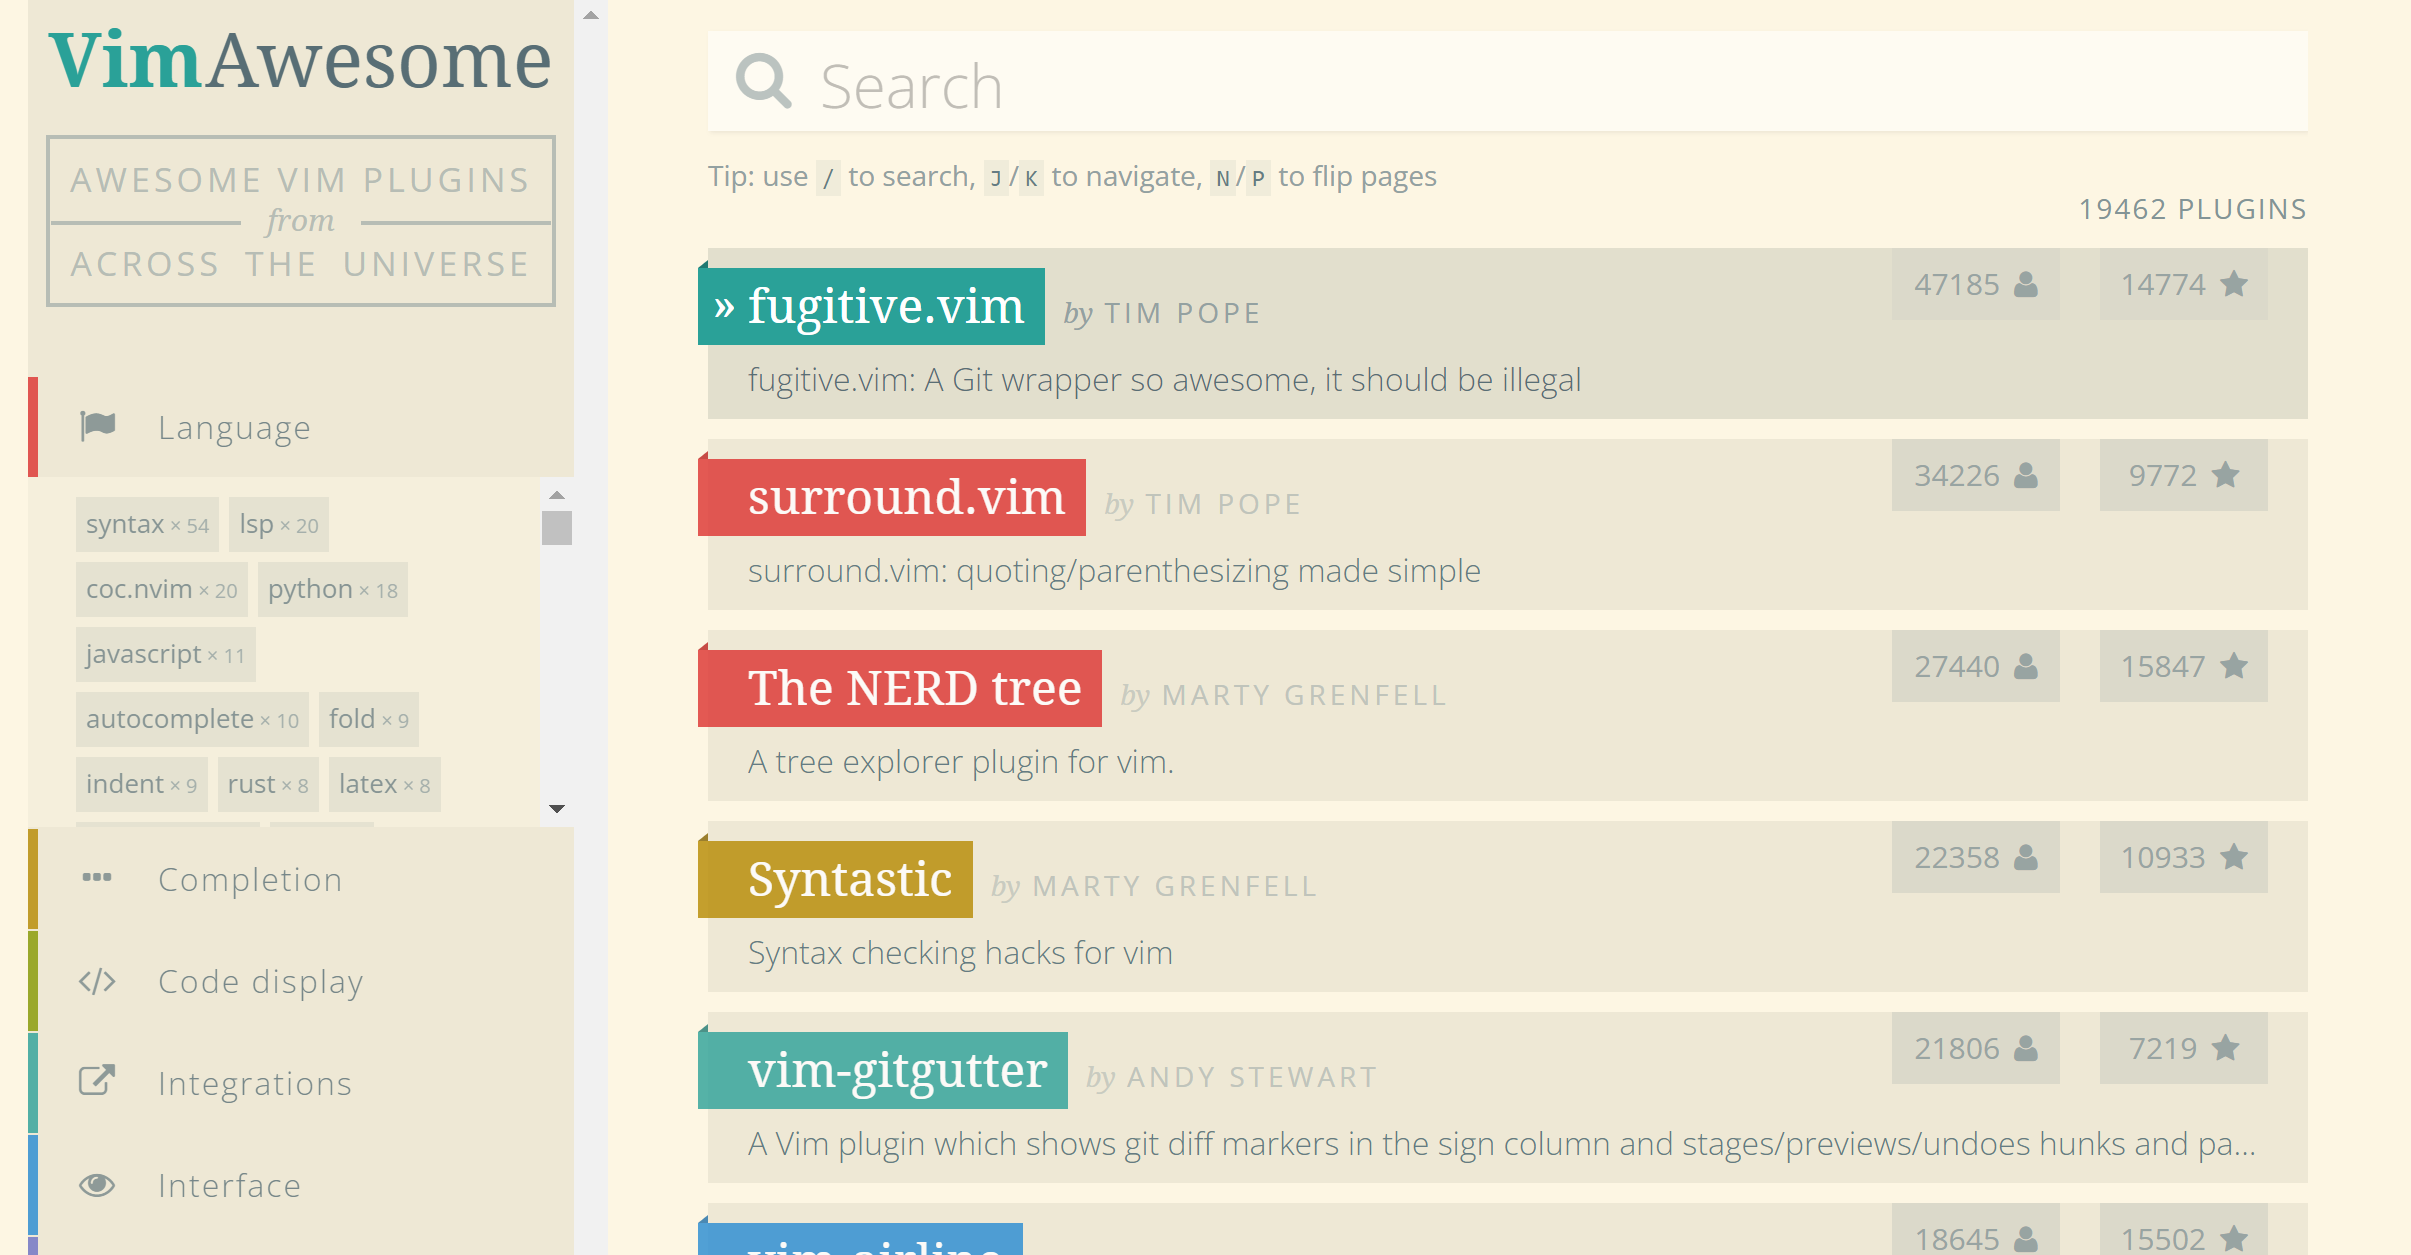 VimAwesome
AWESOME VIM PLUGINS
from
ACROSS THE UNIVERSE
Language
syntax × 54 lsp × 20
coc.nvim × 20 python × 18
javascript × 11
autocomplete × 10 fold × 9
indent × 9 rust × 8 latex × 8
Completion
Code display
Integrations
Interface
Search
Tip: use / to search, J/K to navigate, N/P to flip pages
19462 PLUGINS
» fugitive.vim by TIM POPE 47185 14774
fugitive.vim: A Git wrapper so awesome, it should be illegal
surround.vim by TIM POPE 34226 9772
surround.vim: quoting/parenthesizing made simple
The NERD tree by MARTY GRENFELL 27440 15847
A tree explorer plugin for vim.
Syntastic by MARTY GRENFELL 22358 10933
Syntax checking hacks for vim
vim-gitgutter by ANDY STEWART 21806 7219
A Vim plugin which shows git diff markers in the sign column and stages/previews/undoes hunks and pa...
vim-airline 18645 15502